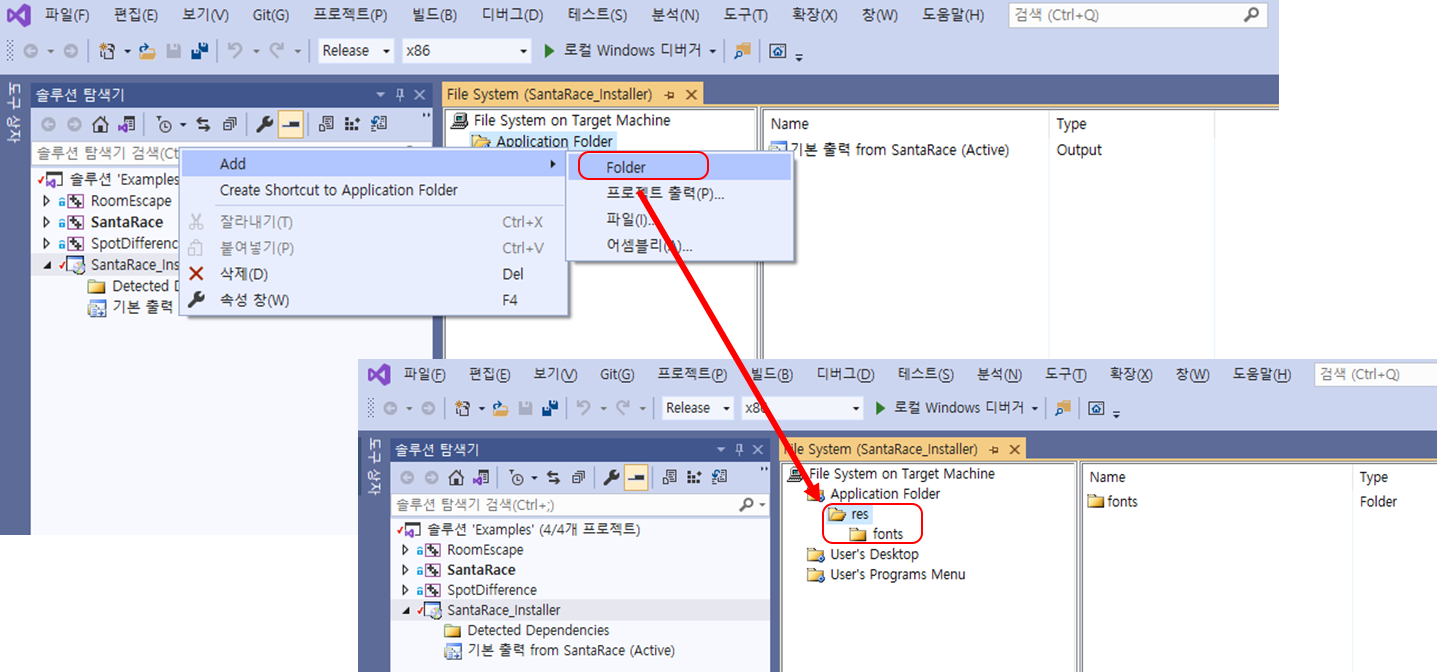 파일(F) 편집(E) 보기(V) Git(G) 프로젝트(P) 빌드(B) 디버그(D) 테스트(S) 분석(N) 도구(T) 확장(X) 창(W) 도움말(H) 검색 (Ctrl+Q)
Release x86 로컬 Windows 디버거
도구 상자
솔루션 탐색기
솔루션 탐색기 검색(Ct
솔루션 'Examples'
RoomEscape
SantaRace
SpotDifferenc
SantaRace_Ins
Detected D
기본 출력
Add
Create Shortcut to Application Folder
잘라내기(T) Ctrl+X
붙여넣기(P) Ctrl+V
삭제(D) Del
속성 창(W) F4
File System (SantaRace_Installer)
File System on Target Machine
Application Folder
Folder
프로젝트 출력(P)...
파일(I)...
어셈블리(A)...
Name Type
기본 출력 from SantaRace (Active) Output
파일(F) 편집(E) 보기(V) Git(G) 프로젝트(P) 빌드(B) 디버그(D) 테스트(S) 분석(N) 도구(T) 확장(X) 창(W) 도움말(H) 검색 (Ctrl+Q)
Release x86 로컬 Windows 디버거
도구 상자
솔루션 탐색기
솔루션 탐색기 검색(Ctrl+;)
솔루션 'Examples' (4/4개 프로젝트)
RoomEscape
SantaRace
SpotDifference
SantaRace_Installer
Detected Dependencies
기본 출력 from SantaRace (Active)
File System (SantaRace_Installer)
File System on Target Machine
Application Folder
res
fonts
User's Desktop
User's Programs Menu
Name Type
fonts Folder